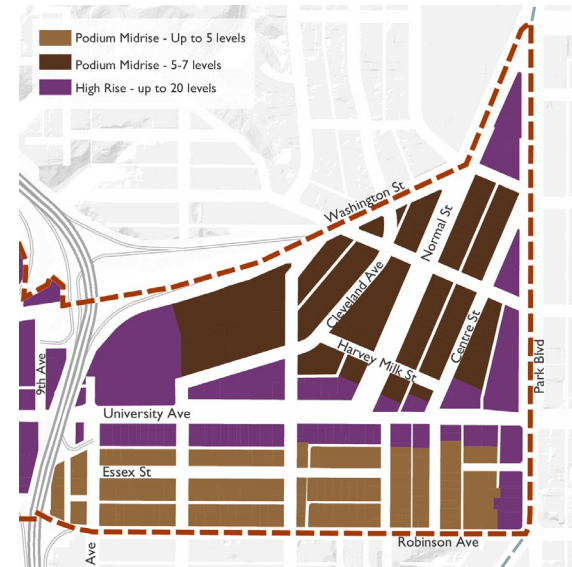 Podium Midrise - Up to 5 levels
Podium Midrise - 5-7 levels
High Rise - up to 20 levels
Washington St
Normal St
Cleveland Ave
Centre St
Harvey Milk St
Park Blvd
9th Ave
University Ave
Essex St
Robinson Ave
Ave